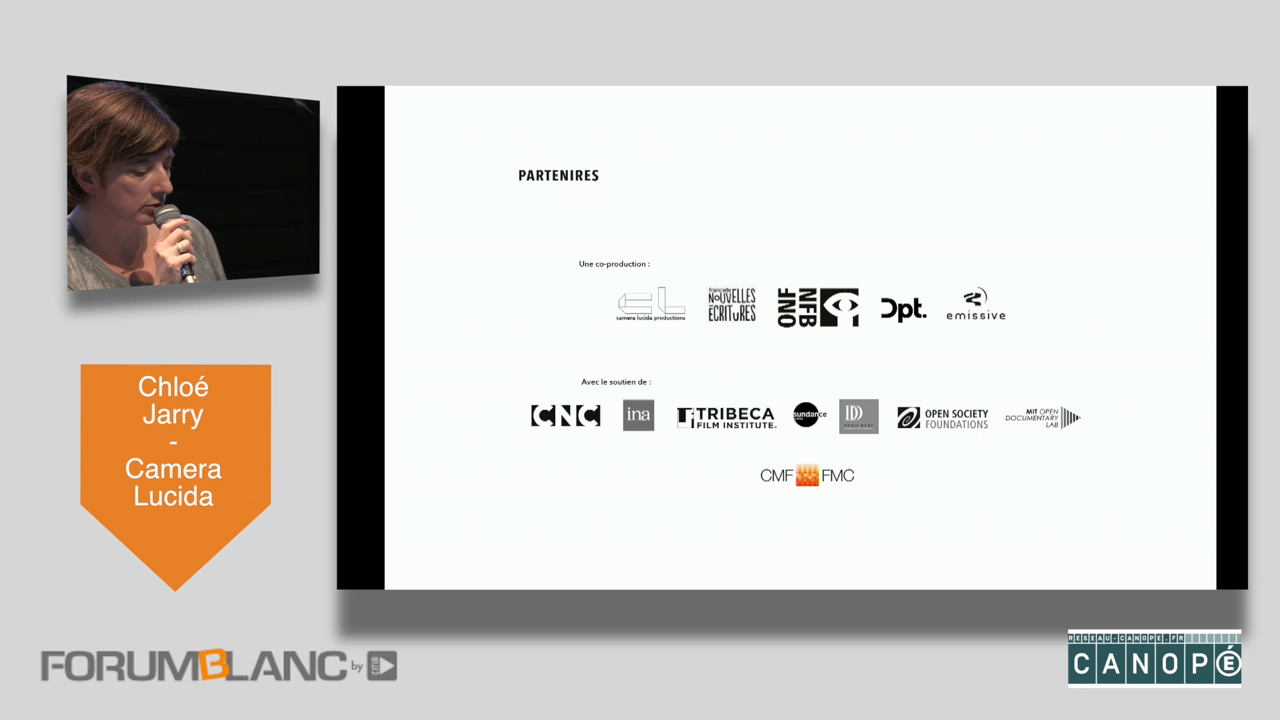 PARTENIRES
Une co-production :
camera lucida productions
francetv
NOUVELLES
ECRITURES
ONF
NFB
Dpt.
emissive
Avec le soutien de :
CNC
ina
TRIBECA
FILM INSTITUTE.
sundance
OPEN SOCIETY
FOUNDATIONS
MIT OPEN
DOCUMENTARY
LAB
CMF FMC
Chloé
Jarry
-
Camera
Lucida
FORUMBLANC by
RESEAU-CANOPE.FR
CANOPÉ